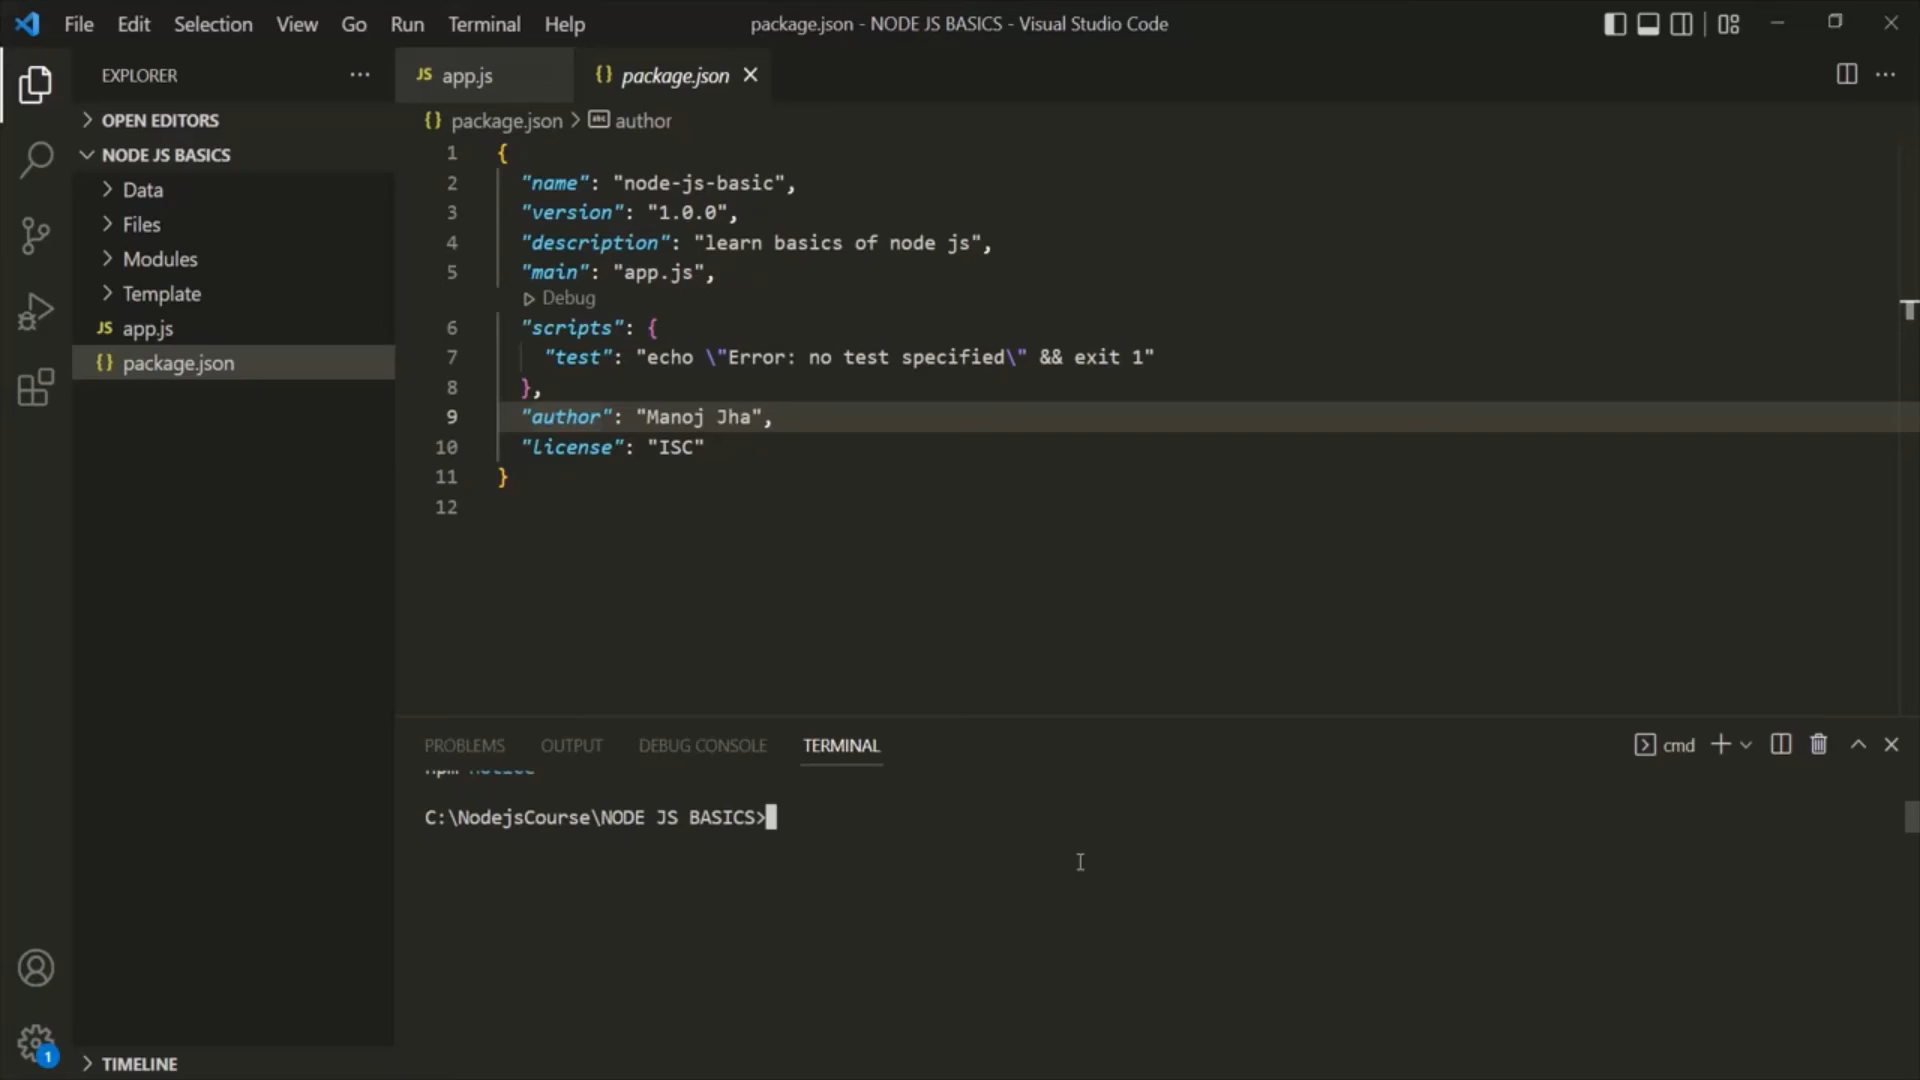 File Edit Selection View Go Run Terminal Help
package.json - NODE JS BASICS - Visual Studio Code
EXPLORER
JS app.js
{} package.json
OPEN EDITORS
NODE JS BASICS
Data
Files
Modules
Template
JS app.js
{} package.json
{} package.json > abc author
1 {
2 "name": "node-js-basic",
3 "version": "1.0.0",
4 "description": "learn basics of node js",
5 "main": "app.js",
Debug
6 "scripts": {
7 "test": "echo \"Error: no test specified\" && exit 1"
8 },
9 "author": "Manoj Jha",
10 "license": "ISC"
11 }
12
PROBLEMS OUTPUT DEBUG CONSOLE TERMINAL
cmd
npm notice
C:\NodejsCourse\NODE JS BASICS>
1
TIMELINE